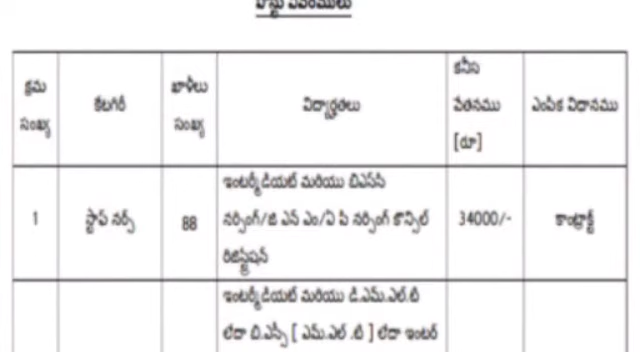 పోస్టు వివరములు
క్రమ సంఖ్య
కేటగిరీ
ఖాళీలు సంఖ్య
విద్యార్హతలు
కనీస వేతనము [రూ]
ఎంపిక విధానము
1
స్టాఫ్ నర్స్
88
ఇంటర్మీడియట్ మరియు బిఎససి
నర్సింగ్/జి ఎన్ ఎం/ఏ పి నర్సింగ్ కౌన్సిల్
రిజిస్ట్రేషన్
34000/-
కాంట్రాక్ట్
ఇంటర్మీడియట్ మరియు డి.ఎమ్.ఎల్.టి
లేదా బి.ఎస్సీ [ ఎమ్.ఎల్ .టి ] లేదా ఇంటర్